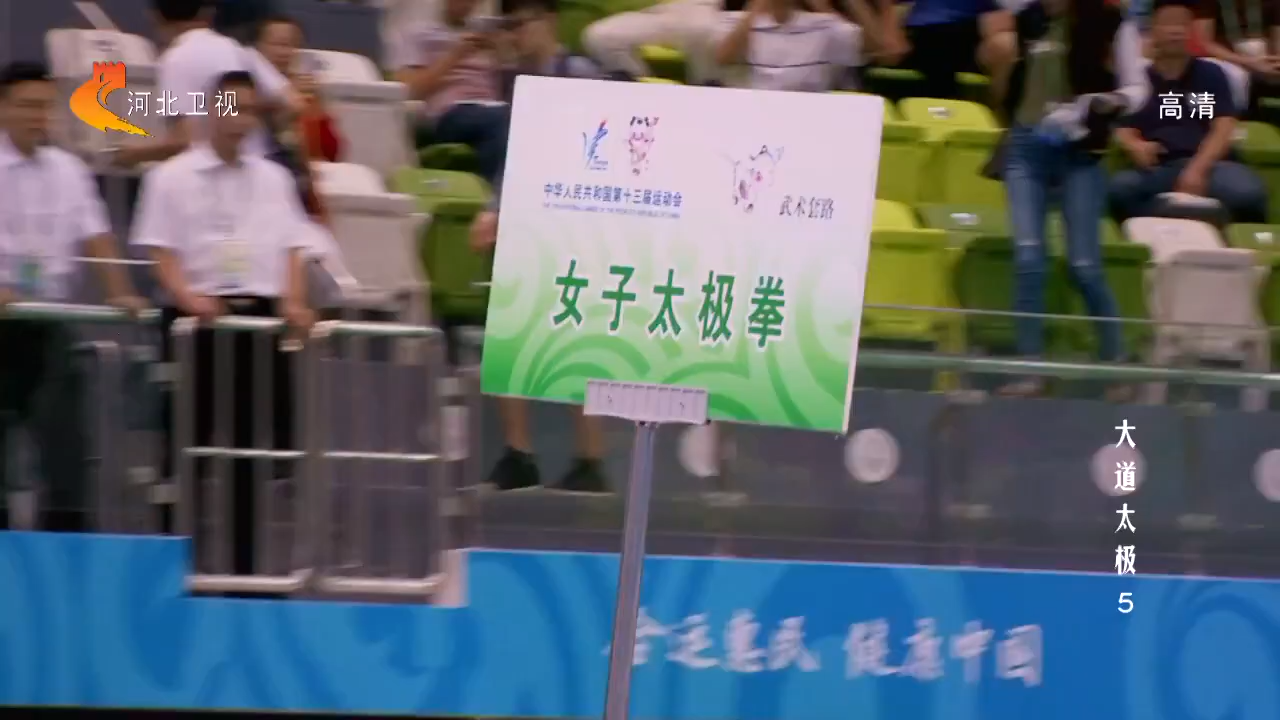 河北卫视
高清
中华人民共和国第十三届运动会
武术套路
女子太极拳
大道太极5
全运惠民 健康中国